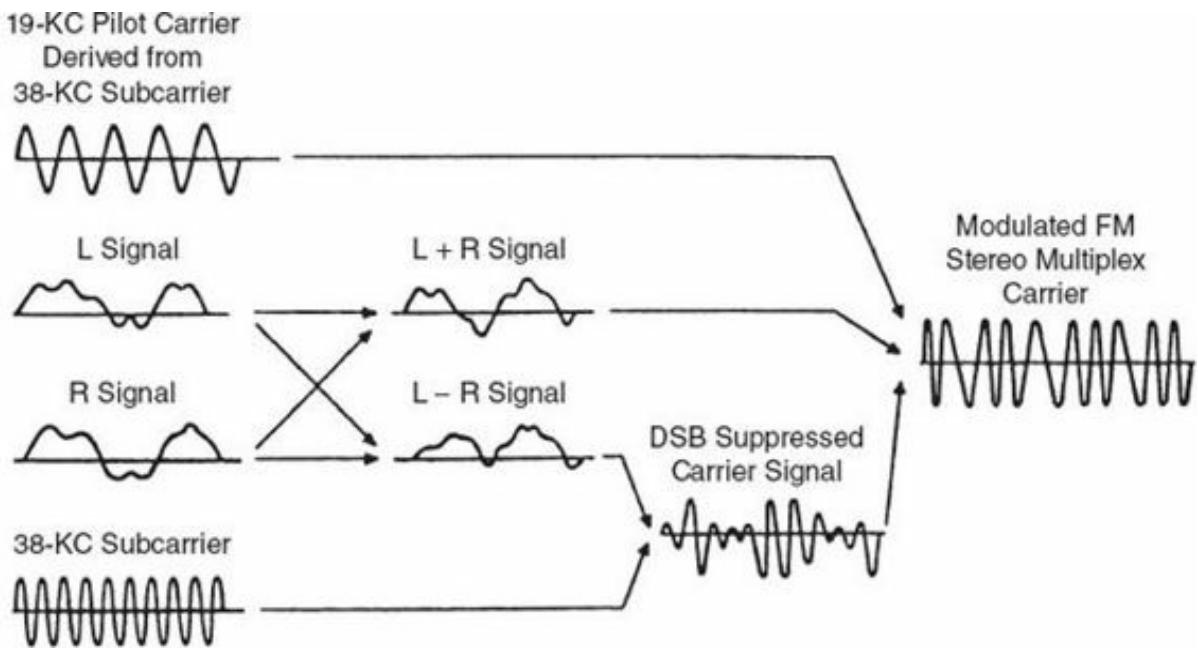 19-KC Pilot Carrier
Derived from
38-KC Subcarrier
L Signal
L + R Signal
Modulated FM
Stereo Multiplex
Carrier
R Signal
L – R Signal
DSB Suppressed
Carrier Signal
38-KC Subcarrier